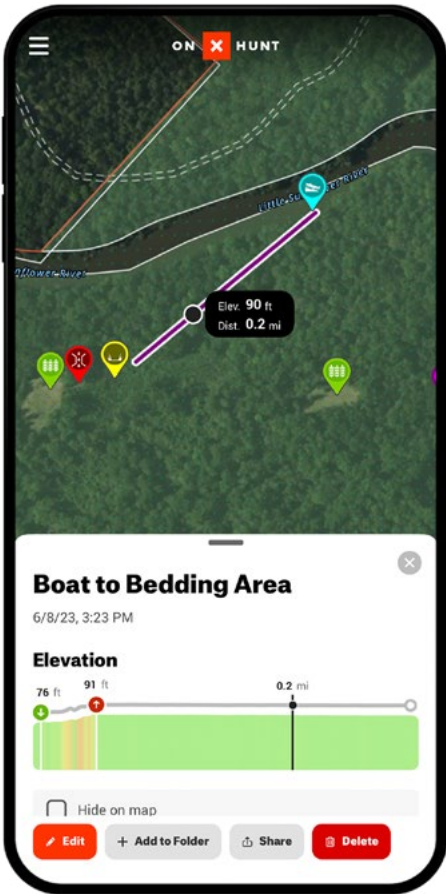 ON X HUNT
Little Sunflower River
nflower River
Elev. 90 ft
Dist. 0.2 mi
Boat to Bedding Area
6/8/23, 3:23 PM
Elevation
76 ft
91 ft
0.2 mi
Hide on map
Edit
+ Add to Folder
Share
Delete